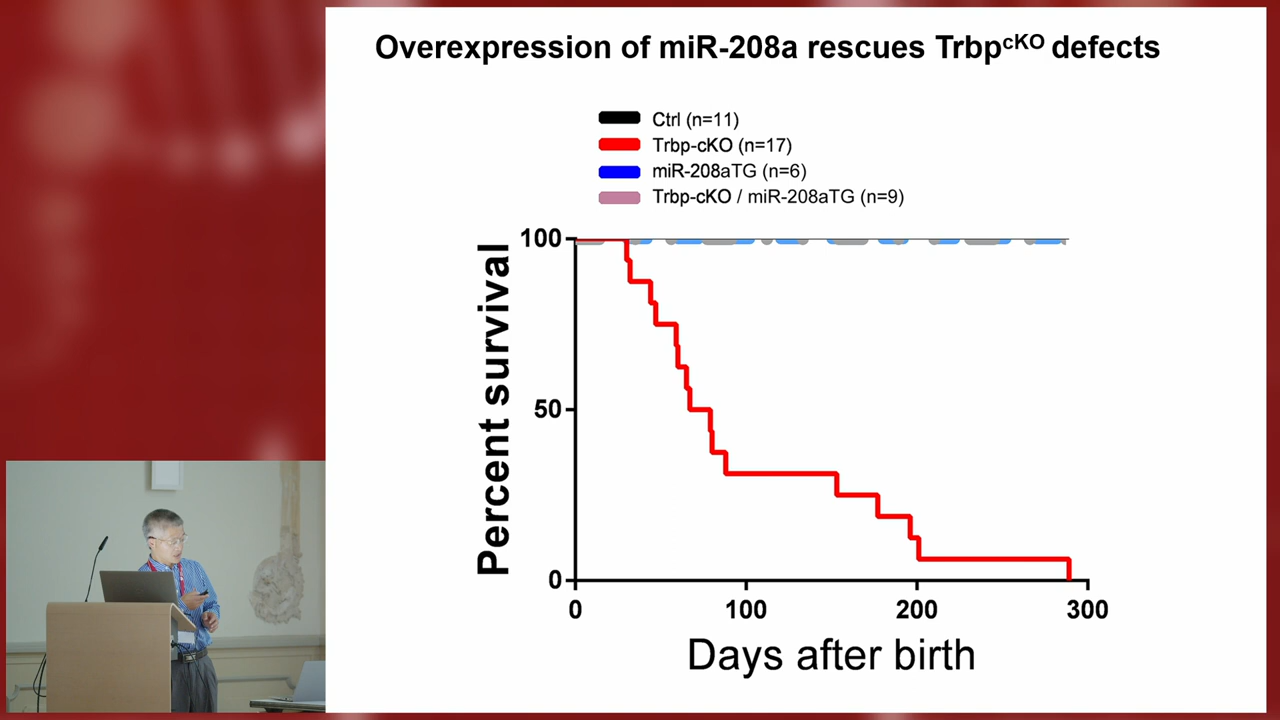 Overexpression of miR-208a rescues Trbpcᴷᴼ defects
Ctrl (n=11)
Trbp-cKO (n=17)
miR-208aTG (n=6)
Trbp-cKO / miR-208aTG (n=9)
Percent survival
100
50
0
0 100 200 300
Days after birth